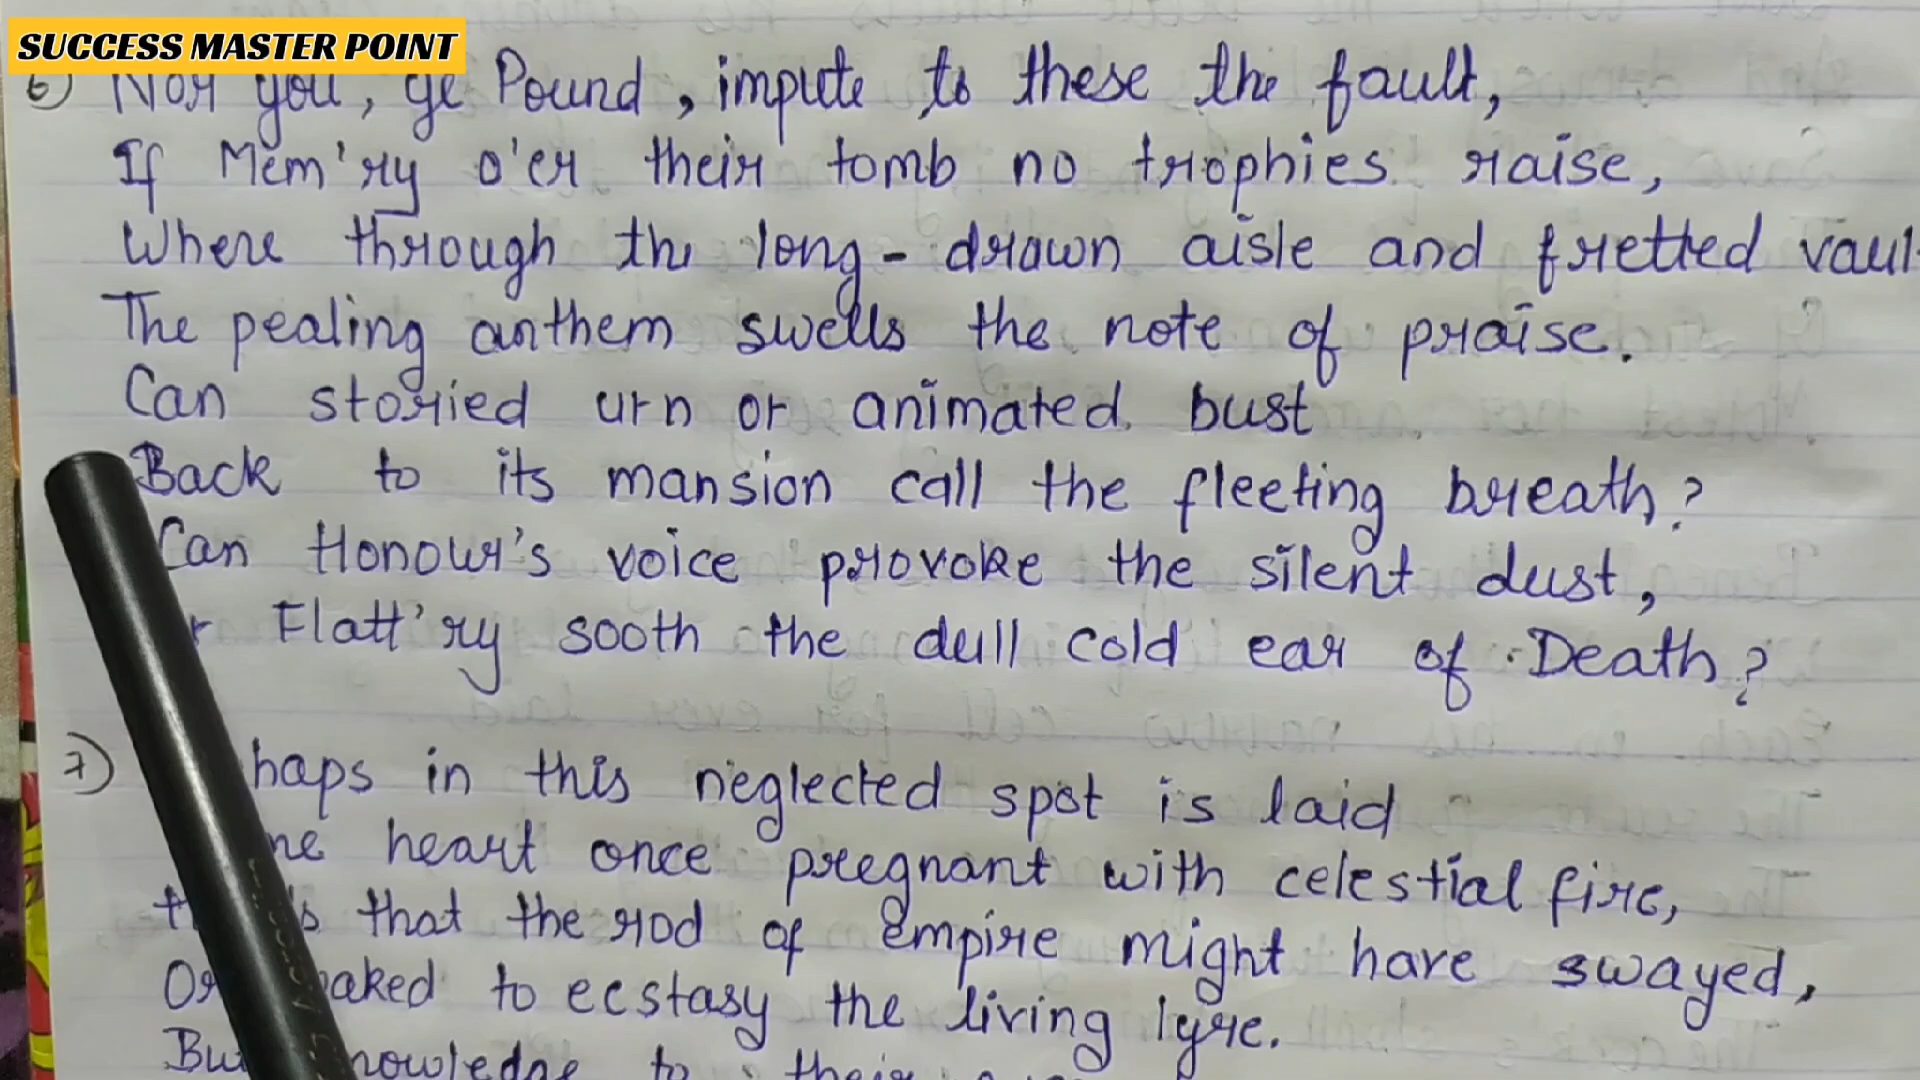 SUCCESS MASTER POINT
6) Nor you, ye Pound, impute to these the fault,
If Mem'ry o'er their tomb no trophies raise,
Where through the long-drawn aisle and fretted vaul
The pealing anthem swells the note of praise.
Can storied urn or animated bust
Back to its mansion call the fleeting breath?
Can Honour's voice provoke the silent dust,
r Flatt'ry sooth the dull cold ear of Death?
7) haps in this neglected spot is laid
me heart once pregnant with celestial fire,
that the rod of empire might have swayed,
Or aked to ecstasy the living lyre.
Bu nowledge to their